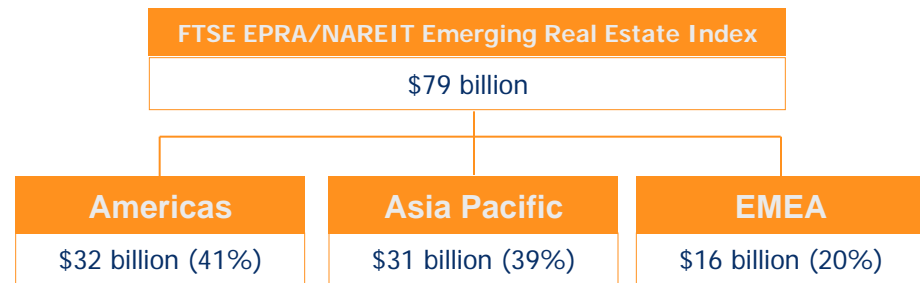 FTSE EPRA/NAREIT Emerging Real Estate Index
$79 billion
Americas
$32 billion (41%)
Asia Pacific
$31 billion (39%)
EMEA
$16 billion (20%)